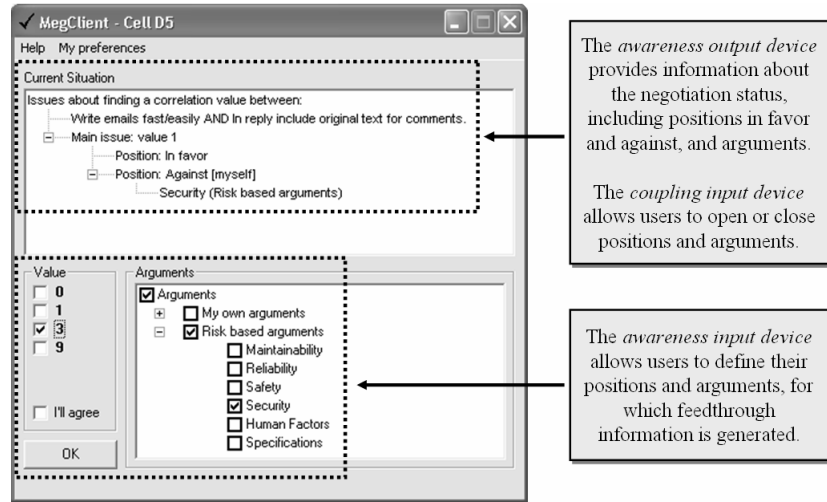 MegClient - Cell D5
Help My preferences
Current Situation
Issues about finding a correlation value between:
Write emails fast/easily AND In reply include original text for comments.
Main issue: value 1
Position: In favor
Position: Against [myself]
Security (Risk based arguments)
Value
0
1
3
9
I'll agree
OK
Arguments
Arguments
My own arguments
Risk based arguments
Maintainability
Reliability
Safety
Security
Human Factors
Specifications
The awareness output device
provides information about
the negotiation status,
including positions in favor
and against, and arguments.
The coupling input device
allows users to open or close
positions and arguments.
The awareness input device
allows users to define their
positions and arguments, for
which feedthrough
information is generated.